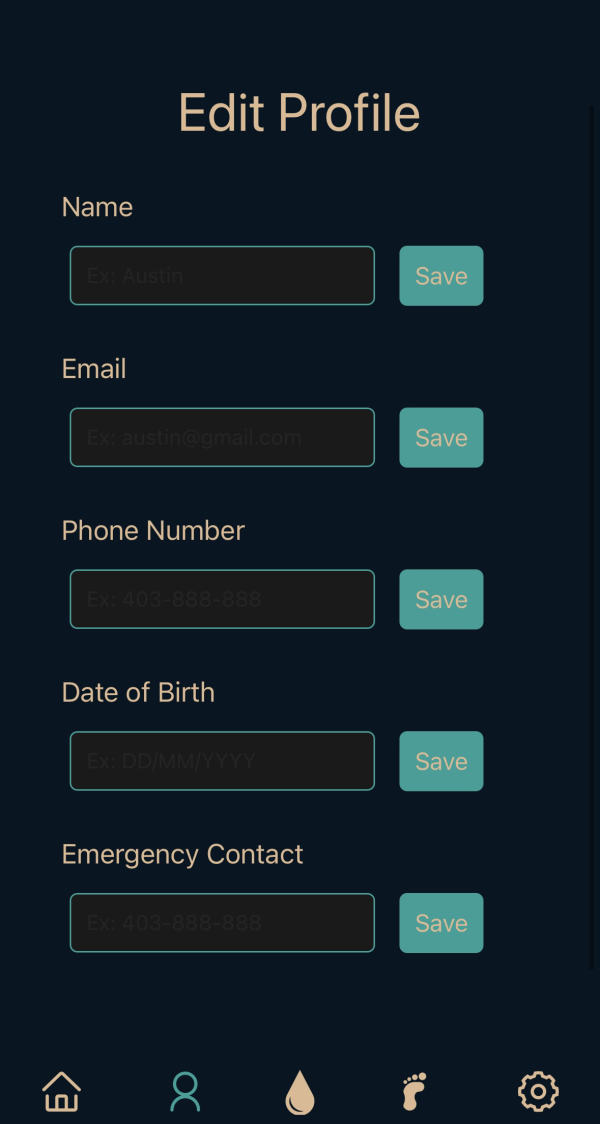 Edit Profile
Name
Ex: Austin
Save
Email
Ex: austin@gmail.com
Save
Phone Number
Ex: 403-888-888
Save
Date of Birth
Ex: DD/MM/YYYY
Save
Emergency Contact
Ex: 403-888-888
Save